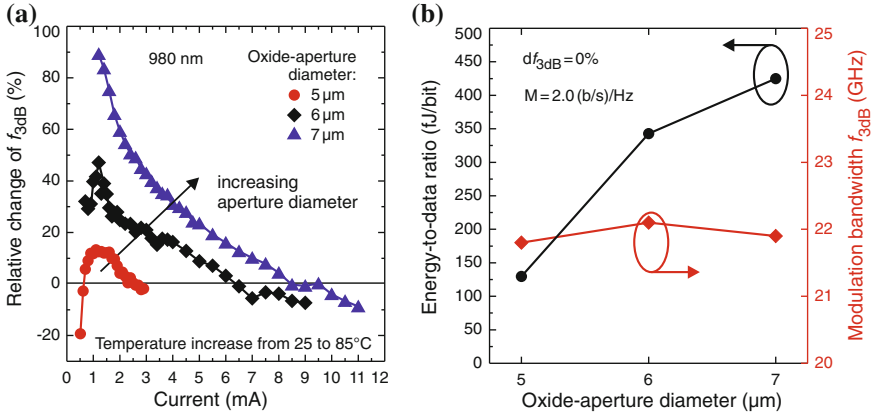 (a)
Relative change of f3dB (%)
100
80
60
40
20
0
-20
980 nm
Oxide-aperture
diameter:
5 µm
6 µm
7 µm
increasing
aperture diameter
Temperature increase from 25 to 85°C
0 1 2 3 4 5 6 7 8 9 10 11 12
Current (mA)
(b)
Energy-to-data ratio (fJ/bit)
500
450
400
350
300
250
200
150
100
50
0
df3dB=0%
M=2.0(b/s)/Hz
25
24
23
22
21
20
Modulation bandwidth f3dB (GHz)
5 6 7
Oxide-aperture diameter (µm)